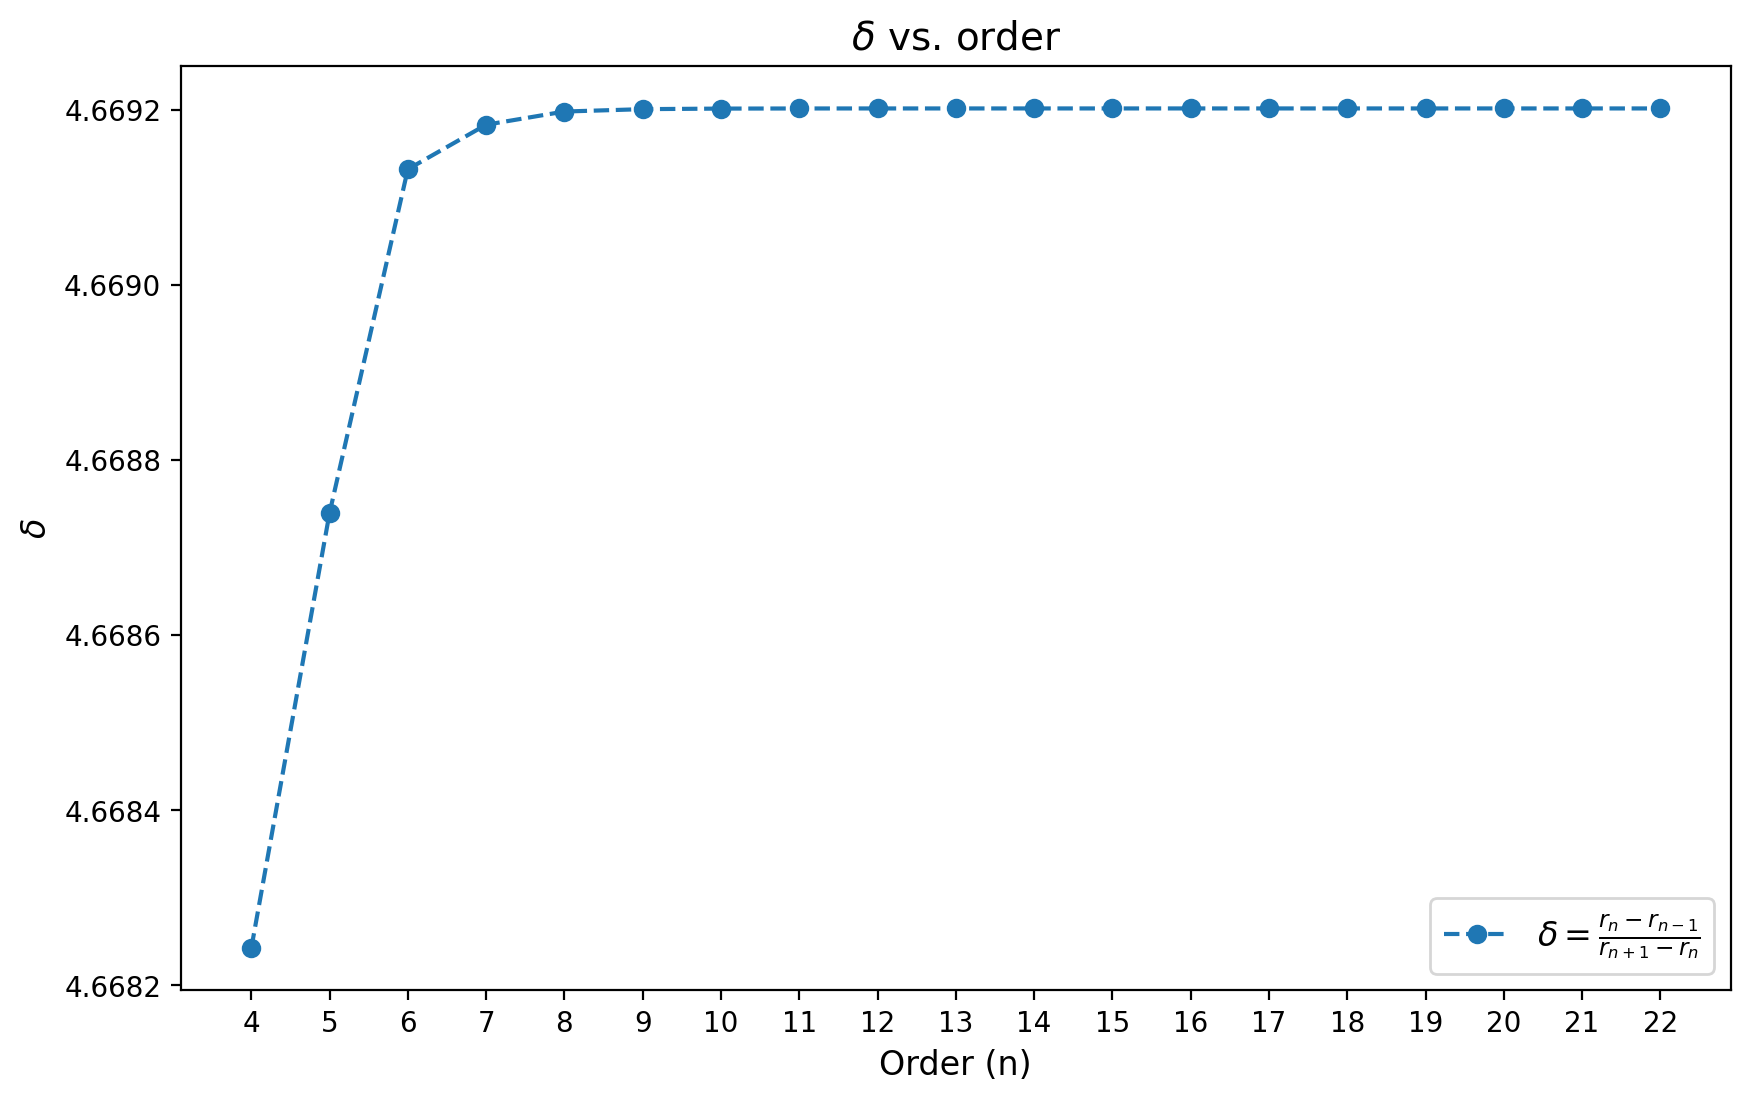 δ vs. order
4.6692
4.6690
4.6688
4.6686
4.6684
4.6682
δ
4 5 6 7 8 9 10 11 12 13 14 15 16 17 18 19 20 21 22
Order (n)
δ = \frac{r_n - r_{n-1}}{r_{n+1} - r_n}